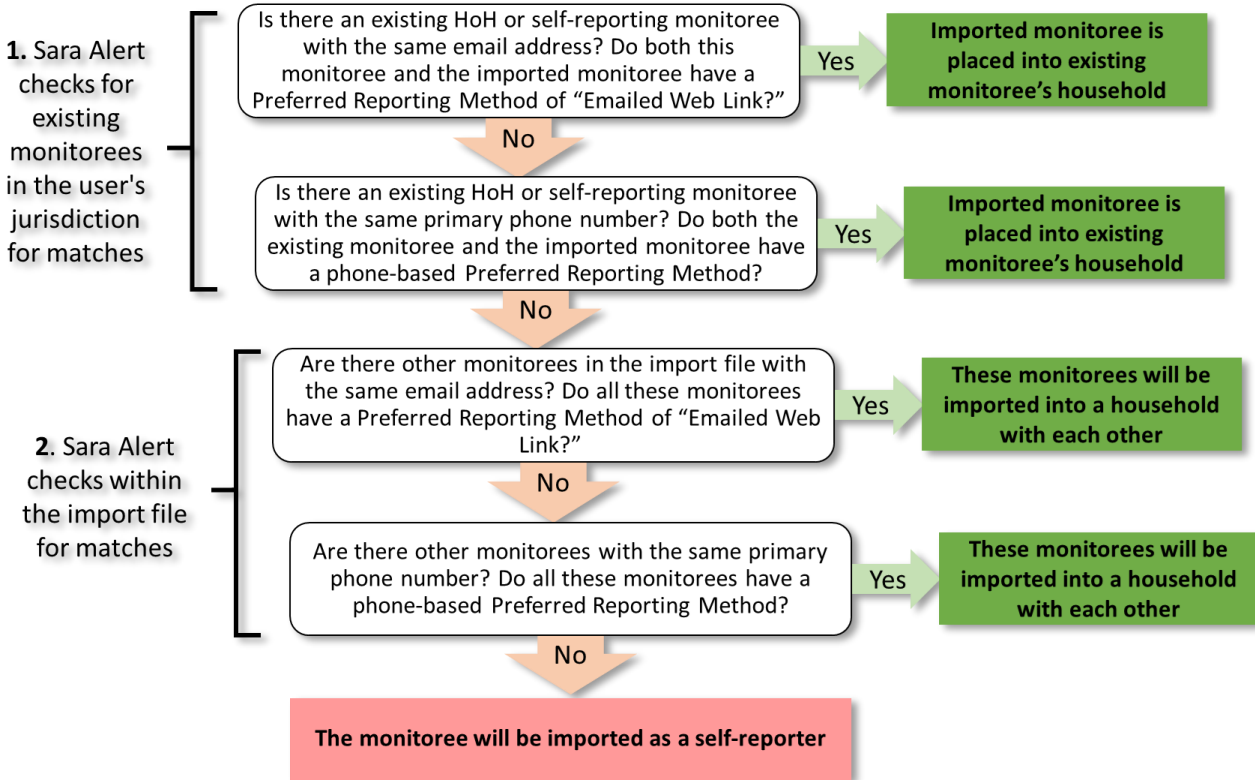 1. Sara Alert
checks for
existing
monitorees
in the user's
jurisdiction
for matches
Is there an existing HoH or self-reporting monitoree
with the same email address? Do both this
monitoree and the imported monitoree have a
Preferred Reporting Method of “Emailed Web Link?”
Yes
Imported monitoree is
placed into existing
monitoree’s household
No
Is there an existing HoH or self-reporting monitoree
with the same primary phone number? Do both the
existing monitoree and the imported monitoree have
a phone-based Preferred Reporting Method?
Yes
Imported monitoree is
placed into existing
monitoree’s household
No
2. Sara Alert
checks within
the import file
for matches
Are there other monitorees in the import file with
the same email address? Do all these monitorees
have a Preferred Reporting Method of “Emailed Web
Link?”
Yes
These monitorees will be
imported into a household
with each other
No
Are there other monitorees with the same primary
phone number? Do all these monitorees have a
phone-based Preferred Reporting Method?
Yes
These monitorees will be
imported into a household
with each other
No
The monitoree will be imported as a self-reporter